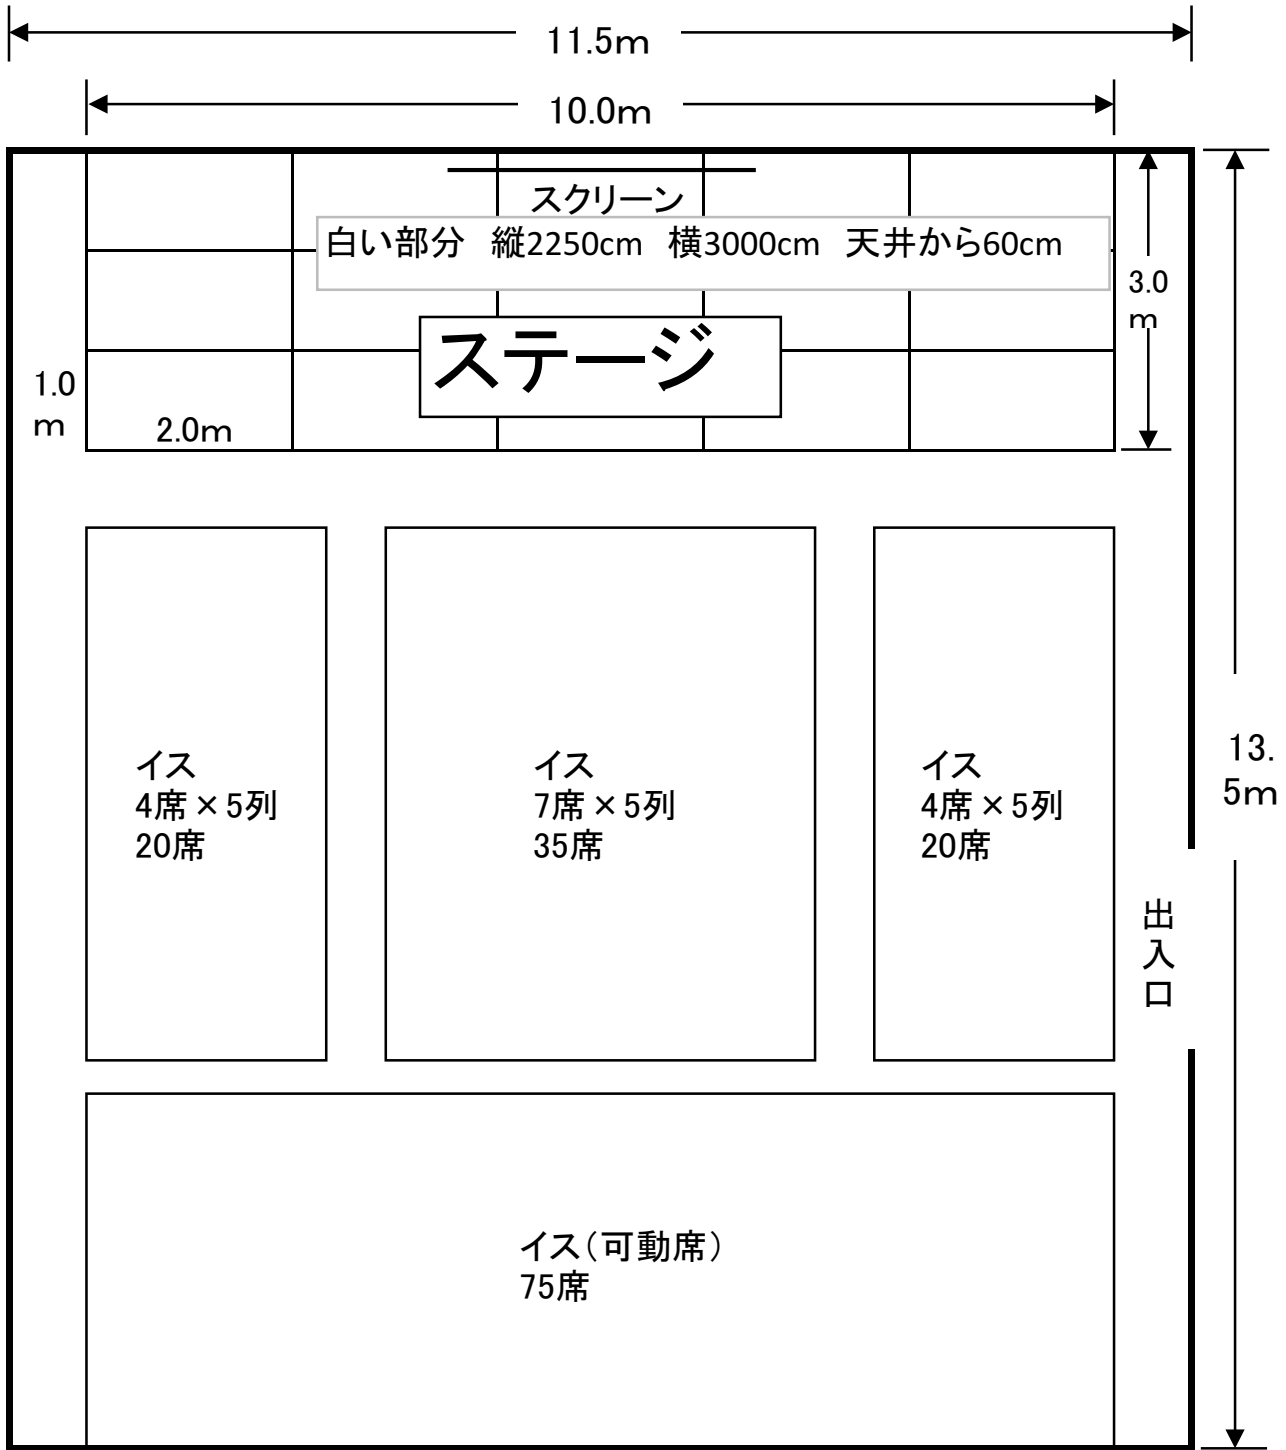 11.5ｍ
10.0ｍ
スクリーン
白い部分　縦2250cm　横3000cm　天井から60cm
3.0
ｍ
ステージ
1.0
ｍ
2.0ｍ
イス
4席×5列
20席
イス
7席×5列
35席
イス
4席×5列
20席
13.
5ｍ
出
入
口
イス（可動席）
75席